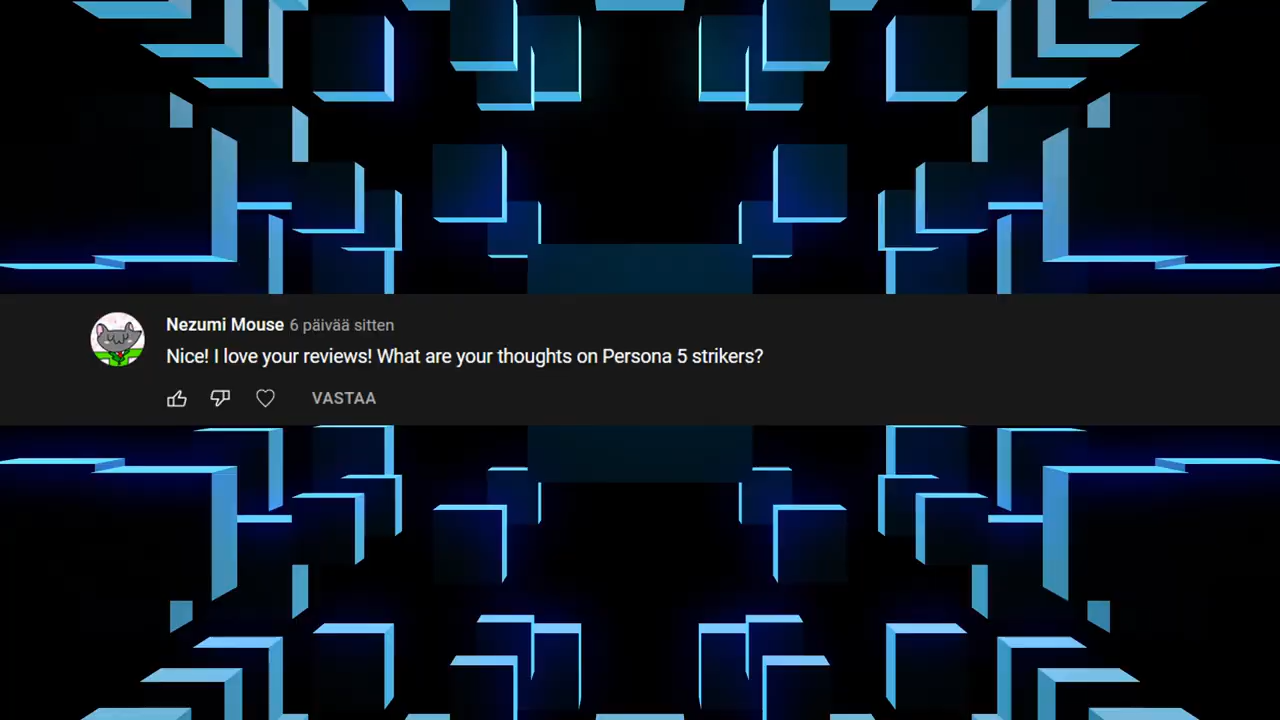 Nezumi Mouse 6 päivää sitten
Nice! I love your reviews! What are your thoughts on Persona 5 strikers?
VASTAA